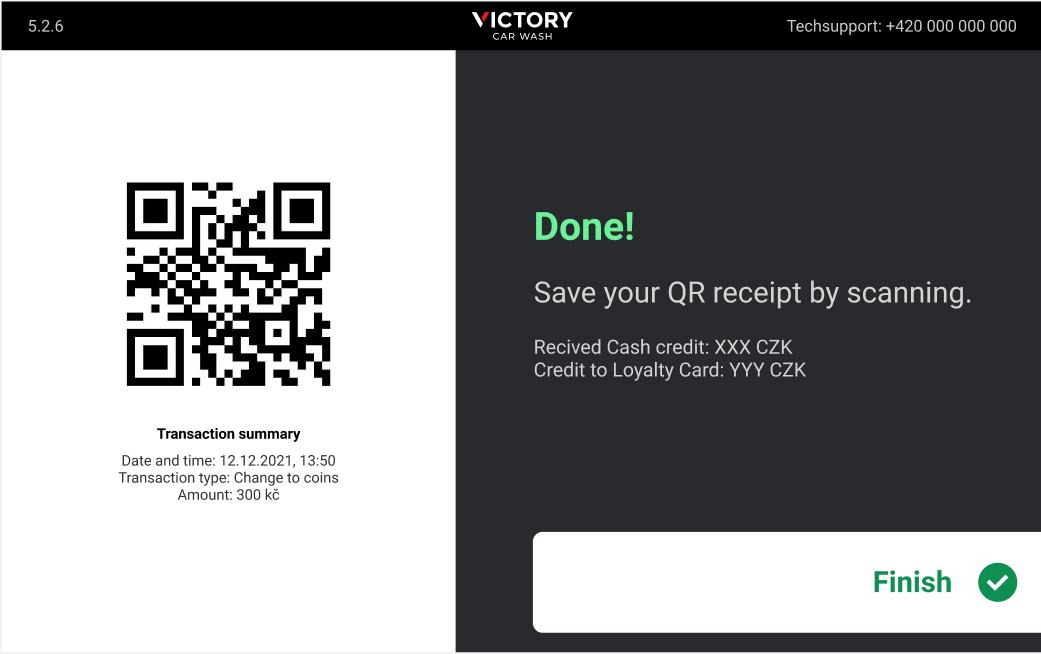 5.2.6
VICTORY
CAR WASH
Techsupport: +420 000 000 000
Transaction summary
Date and time: 12.12.2021, 13:50
Transaction type: Change to coins
Amount: 300 kč
Done!
Save your QR receipt by scanning.
Recived Cash credit: XXX CZK
Credit to Loyalty Card: YYY CZK
Finish